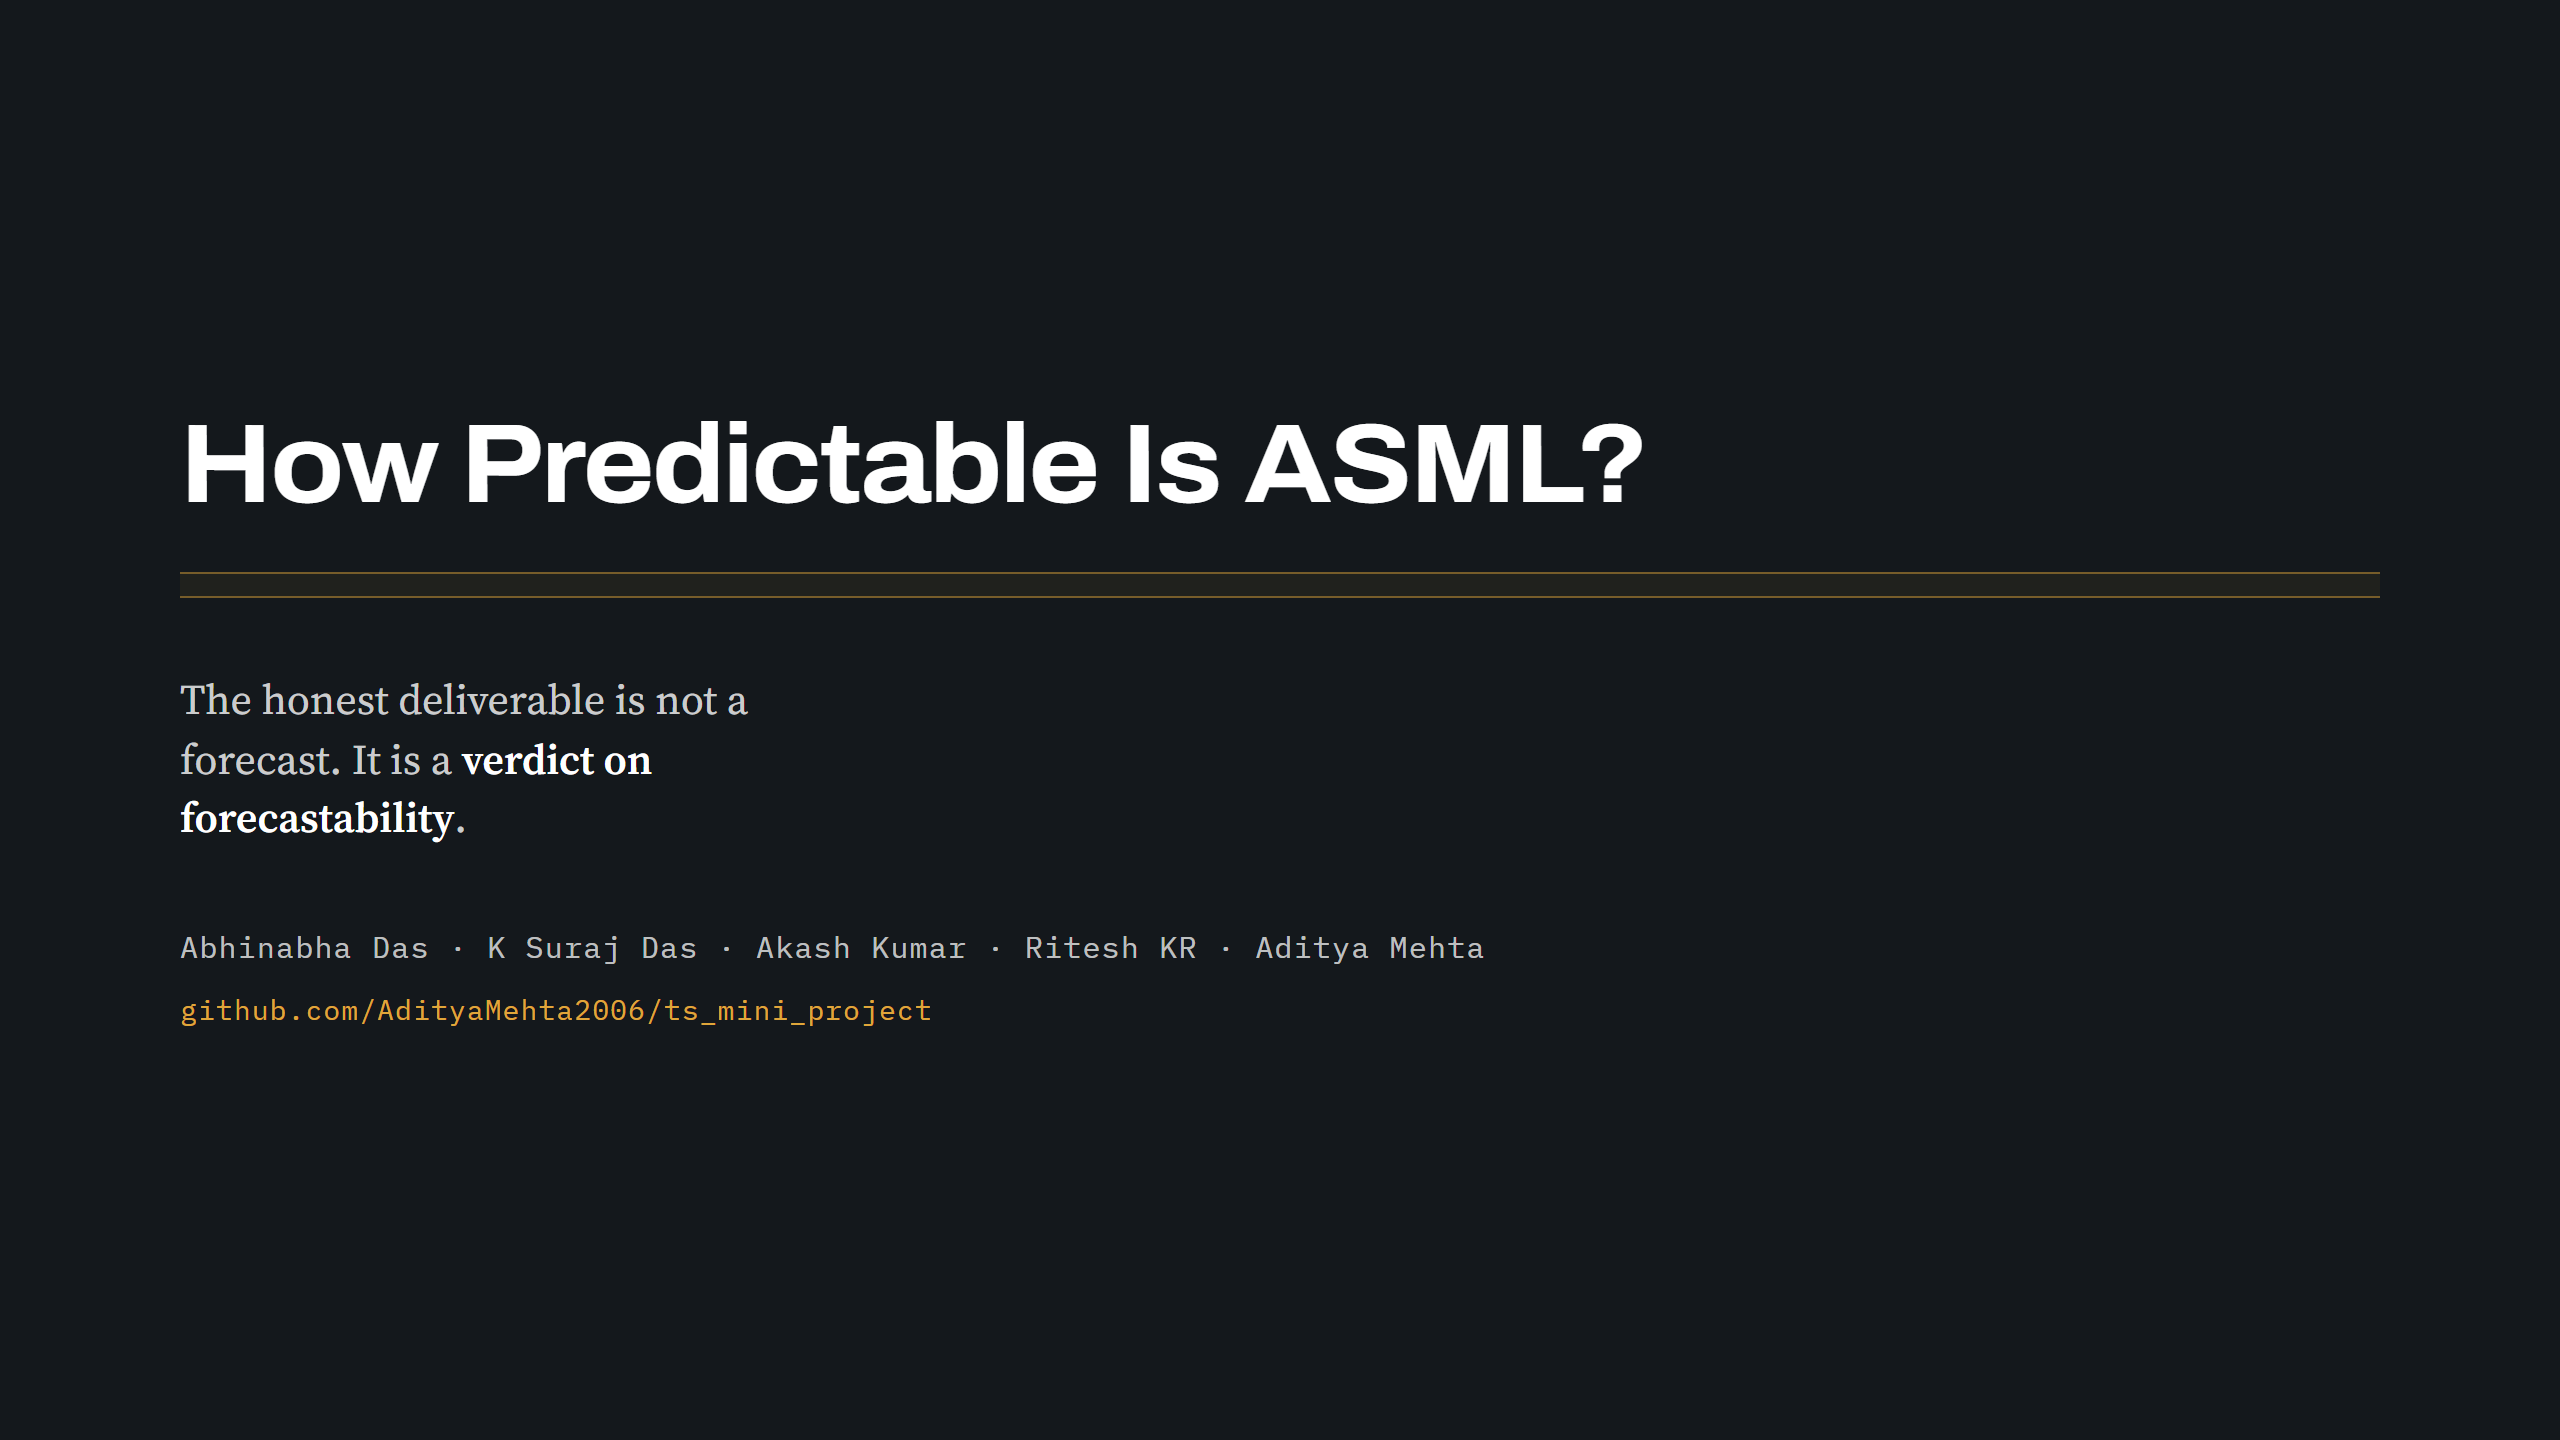 How Predictable Is ASML?
The honest deliverable is not a
forecast. It is a verdict on
forecastability.
Abhinabha Das · K Suraj Das · Akash Kumar · Ritesh KR · Aditya Mehta
github.com/AdityaMehta2006/ts_mini_project